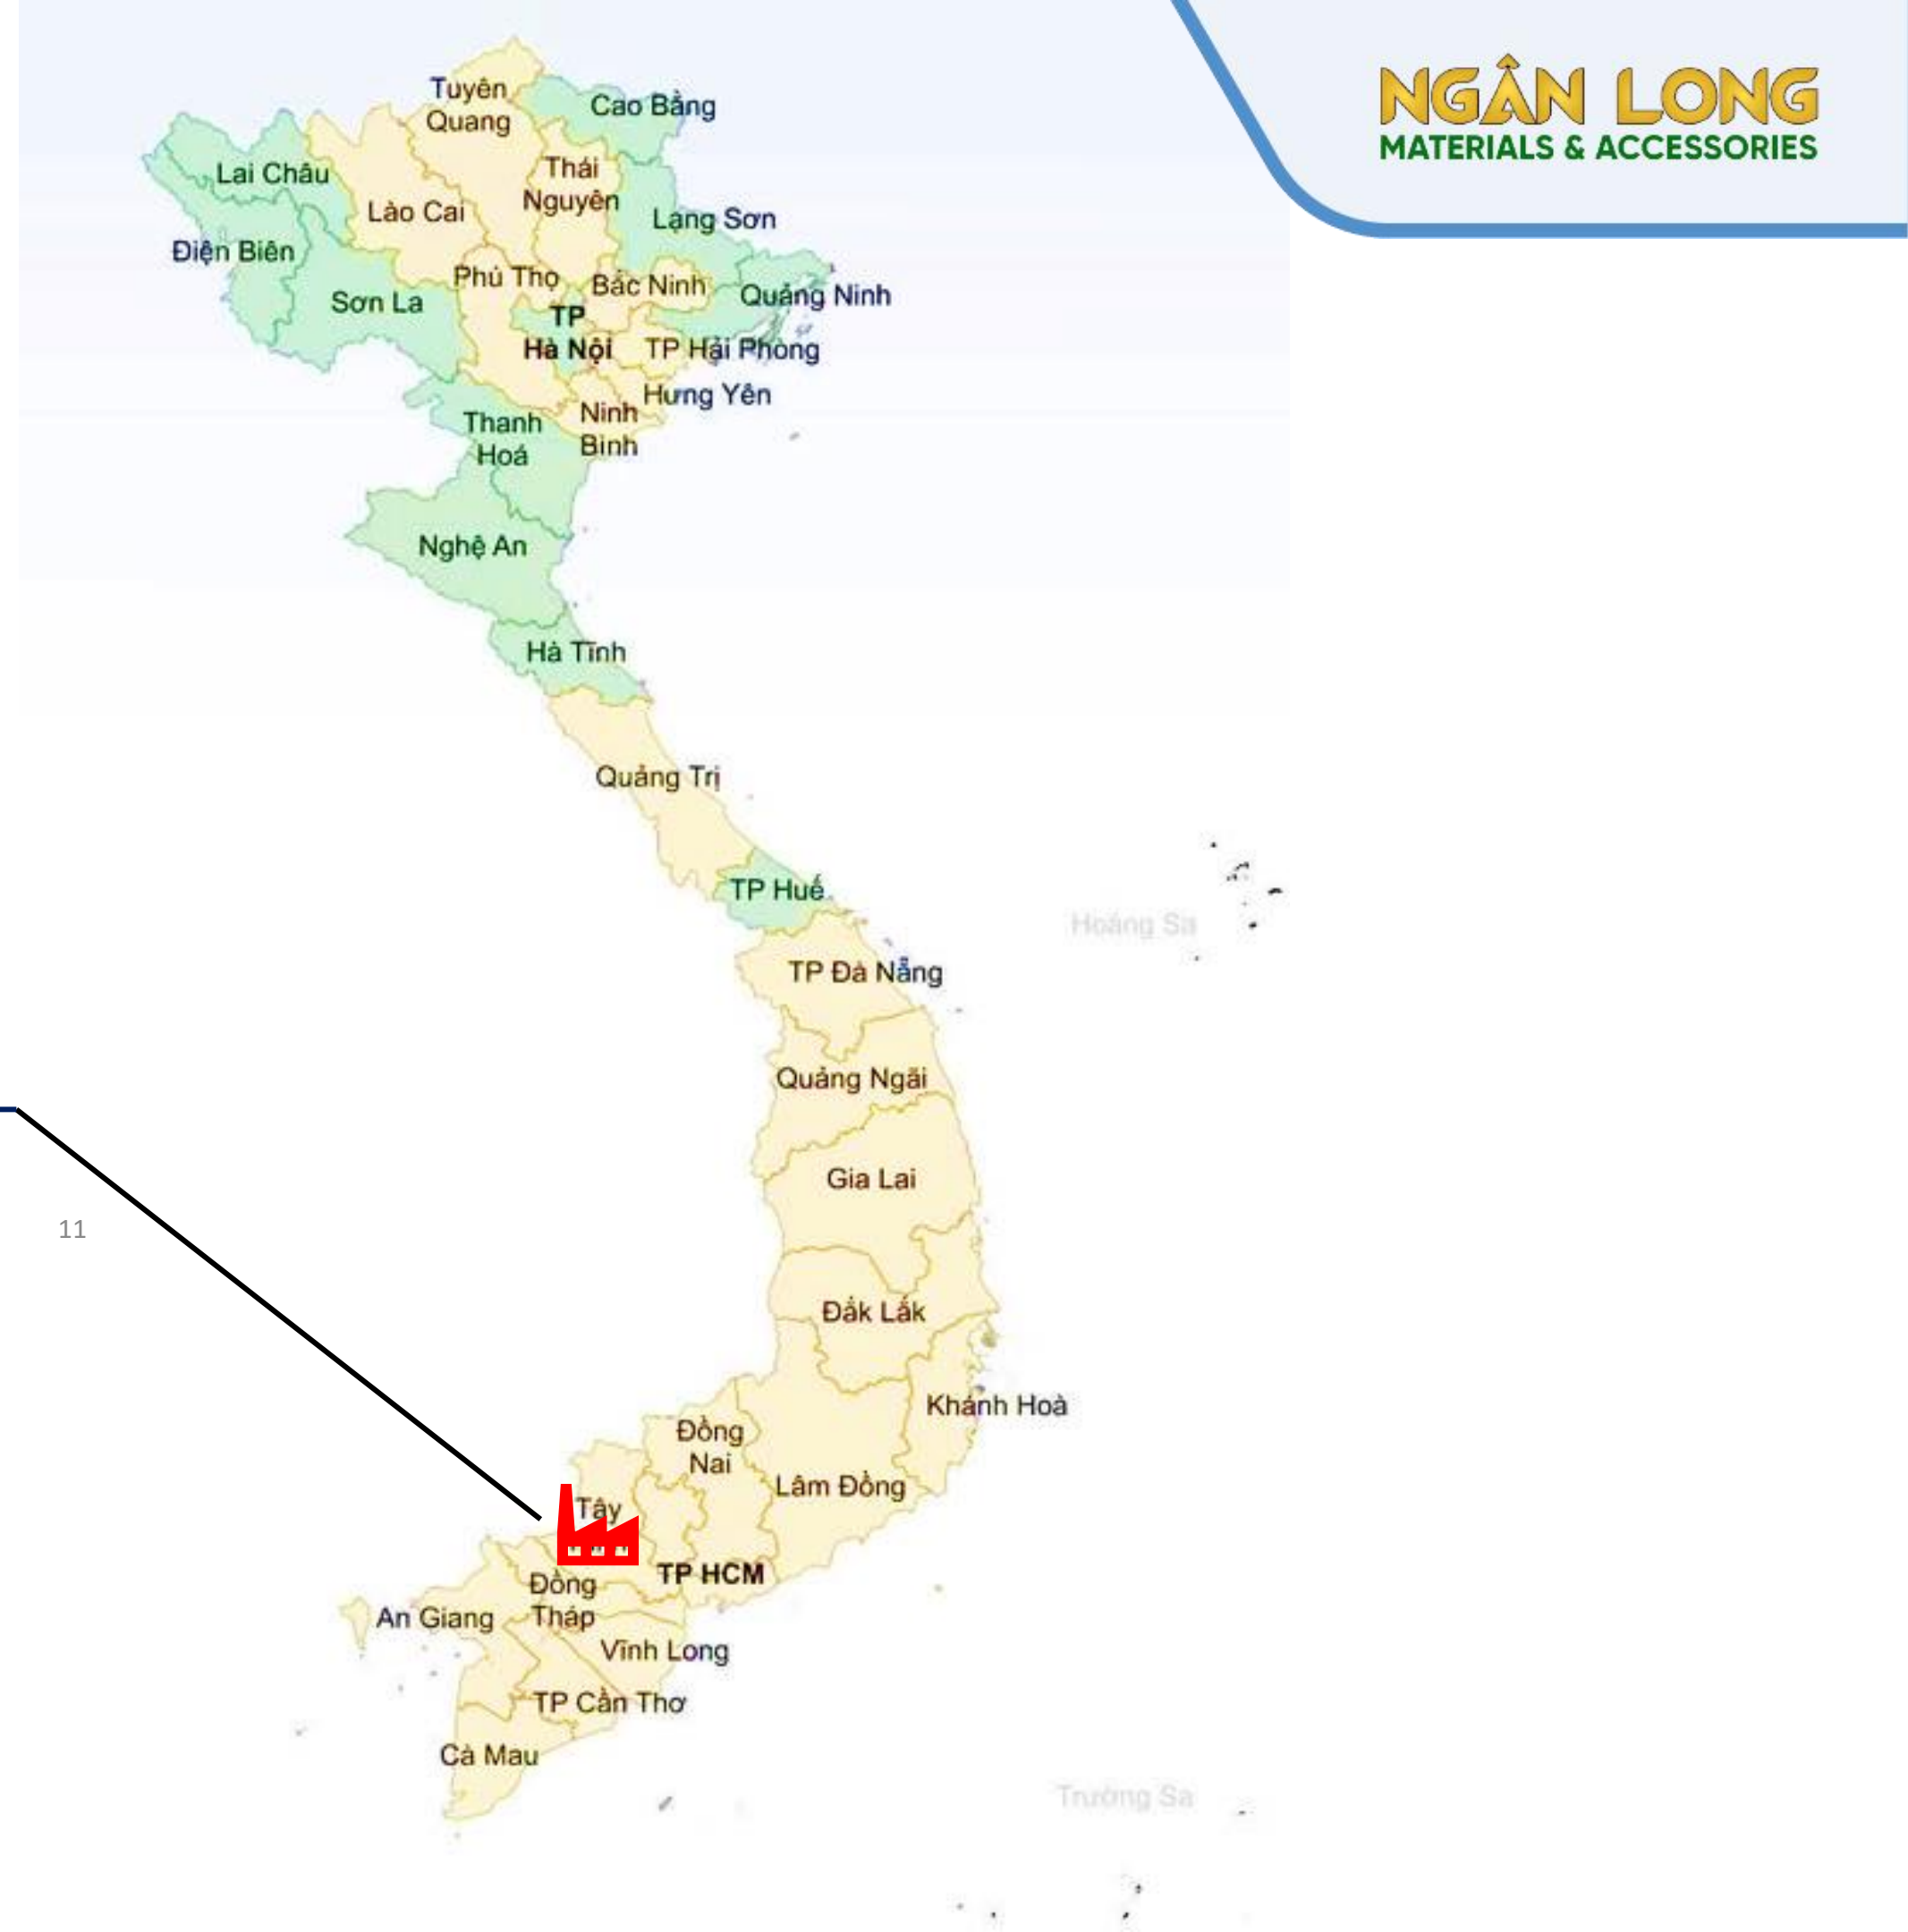 NGÂN LONG
MATERIALS & ACCESSORIES
Tuyên
Quang
Cao Bằng
Thái
Nguyên
Lai Châu
Lào Cai
Lạng Sơn
Điện Biên
Phú Thọ
Bắc Ninh
Quảng Ninh
Sơn La
TP
Hà Nội
TP Hải Phòng
Hưng Yên
Ninh
Bình
Thanh
Hoá
Nghệ An
Hà Tĩnh
Quảng Trị
TP Huế
Hoàng Sa
TP Đà Nẵng
Quảng Ngãi
Gia Lai
11
Đắk Lắk
Khánh Hoà
Đồng
Nai
Lâm Đồng
Tây
TP HCM
Đồng
Tháp
An Giang
Vĩnh Long
TP Cần Thơ
Cà Mau
Trường Sa